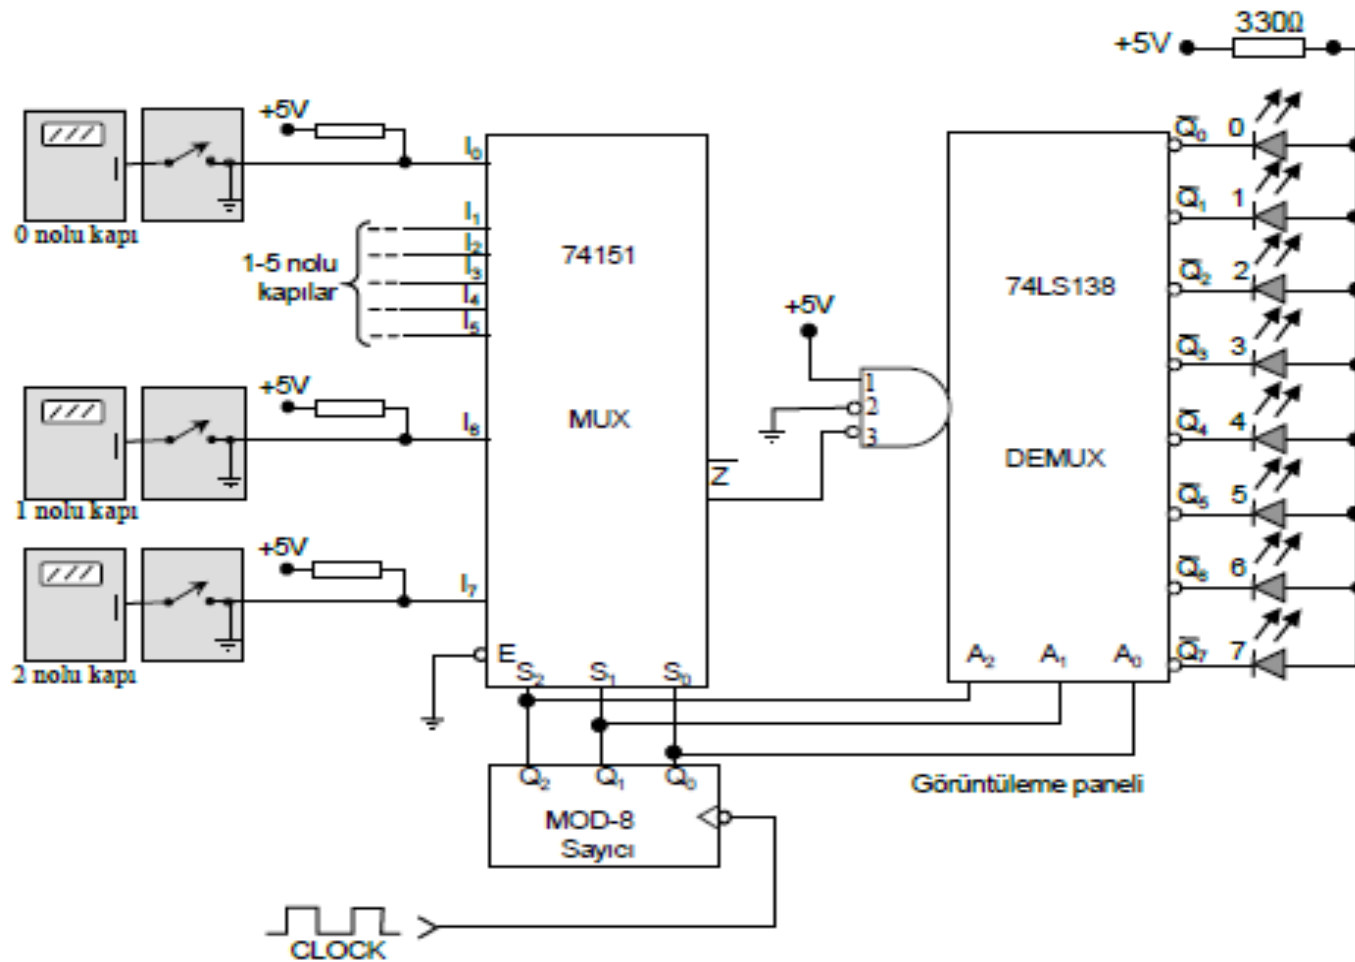 330Ω
+5V
+5V
I₀
0 nolu kapı
1-5 nolu
kapılar
I₁
I₂
I₃
I₄
I₅
74151
MUX
+5V
I₆
1 nolu kapı
+5V
I₇
2 nolu kapı
E
S₂ S₁ S₀
Z̅
+5V
1
2
3
74LS138
DEMUX
A₂ A₁ A₀
Q̅₀ 0
Q̅₁ 1
Q̅₂ 2
Q̅₃ 3
Q̅₄ 4
Q̅₅ 5
Q̅₆ 6
Q̅₇ 7
Q₂ Q₁ Q₀
MOD-8
Sayıcı
Görüntüleme paneli
CLOCK